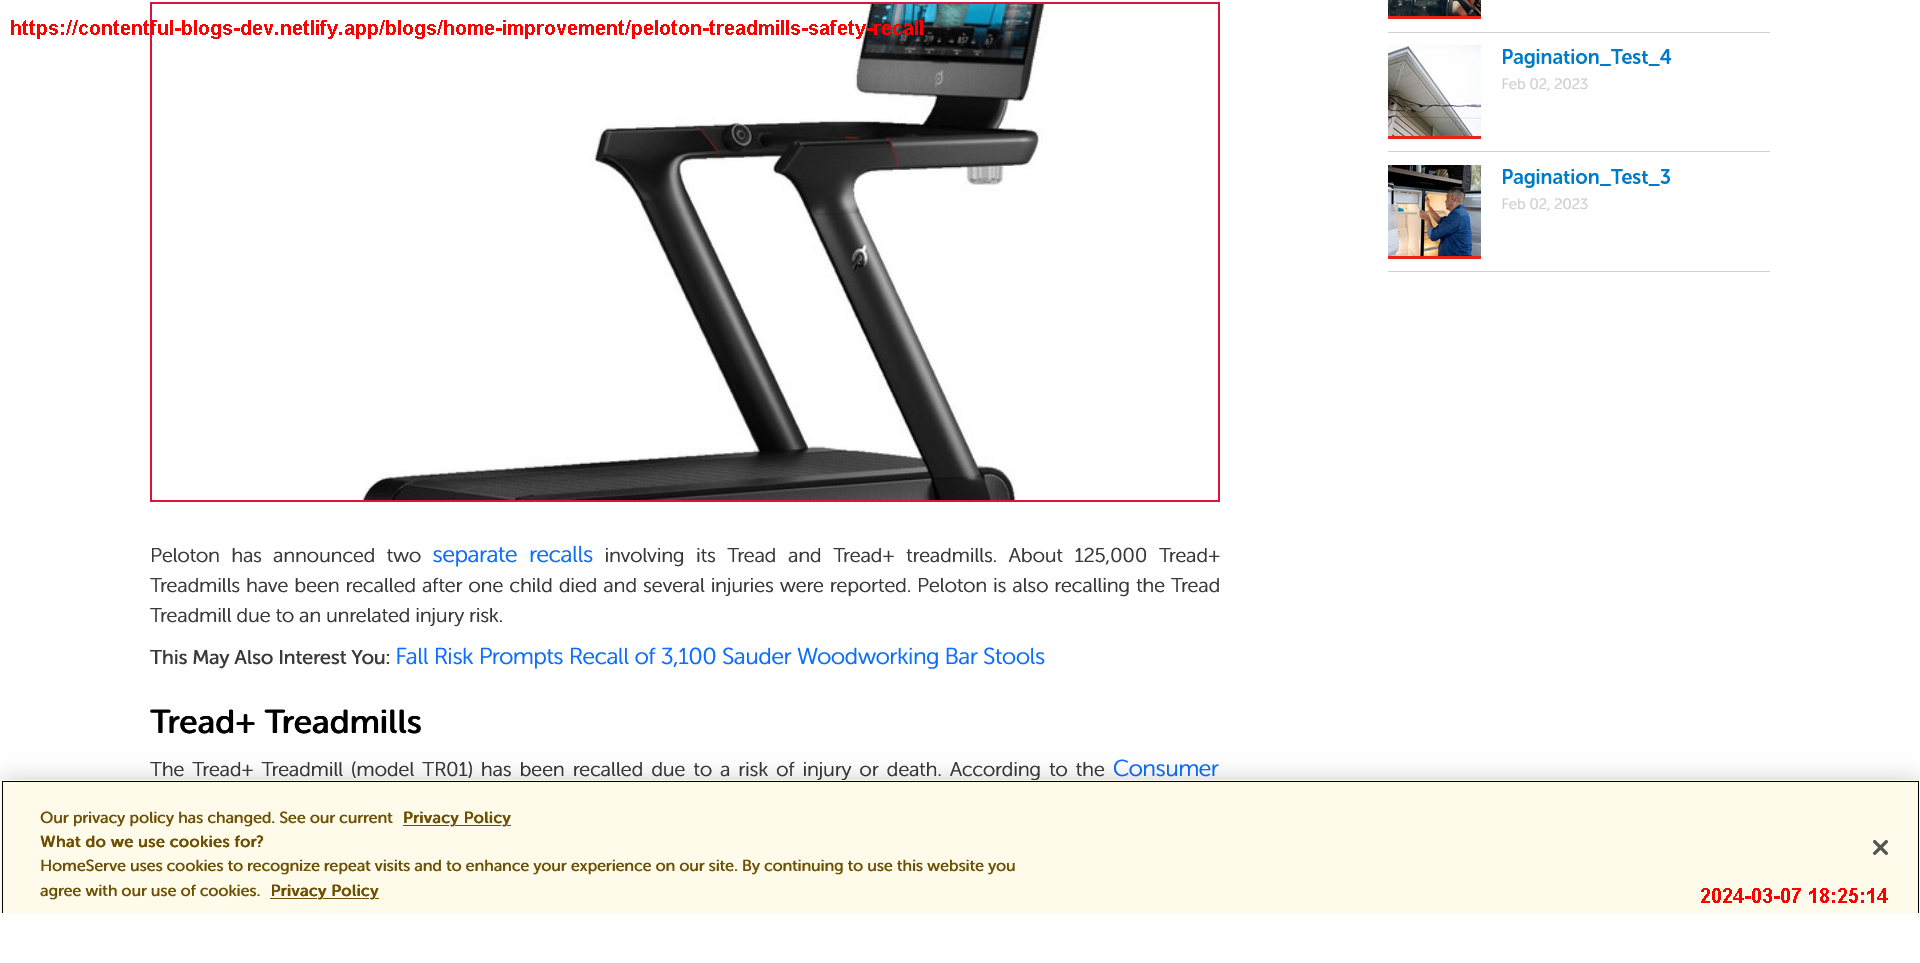 https://contentful-blogs-dev.netlify.app/blogs/home-improvement/peloton-treadmills-safety-recall
Pagination_Test_4
Feb 02, 2023
Pagination_Test_3
Feb 02, 2023
Peloton has announced two separate recalls involving its Tread and Tread+ treadmills. About 125,000 Tread+
Treadmills have been recalled after one child died and several injuries were reported. Peloton is also recalling the Tread
Treadmill due to an unrelated injury risk.
This May Also Interest You: Fall Risk Prompts Recall of 3,100 Sauder Woodworking Bar Stools
Tread+ Treadmills
The Tread+ Treadmill (model TR01) has been recalled due to a risk of injury or death. According to the Consumer
Our privacy policy has changed. See our current Privacy Policy
What do we use cookies for?
HomeServe uses cookies to recognize repeat visits and to enhance your experience on our site. By continuing to use this website you
agree with our use of cookies. Privacy Policy
2024-03-07 18:25:14